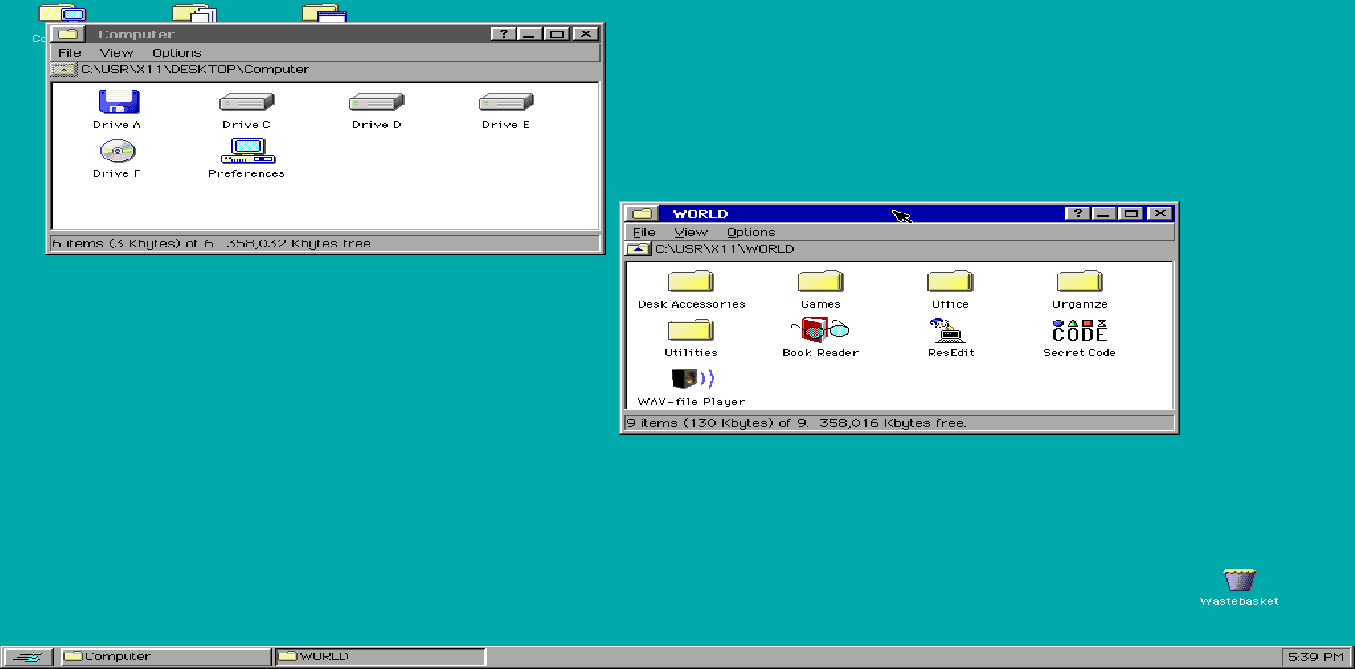 Computer
File View Options
C:\USR\X11\DESKTOP\Computer
Drive A Drive C Drive D Drive E
Drive F Preferences
6 items (3 Kbytes) of 6 358,032 Kbytes free
WORLD
File View Options
C:\USR\X11\WORLD
Desk Accessories Games Office Organize
Utilities Book Reader ResEdit Secret Code
CODE
WAV-file Player
9 items (130 Kbytes) of 9. 358,016 Kbytes free.
Wastebasket
Computer WORLD 5:39 PM